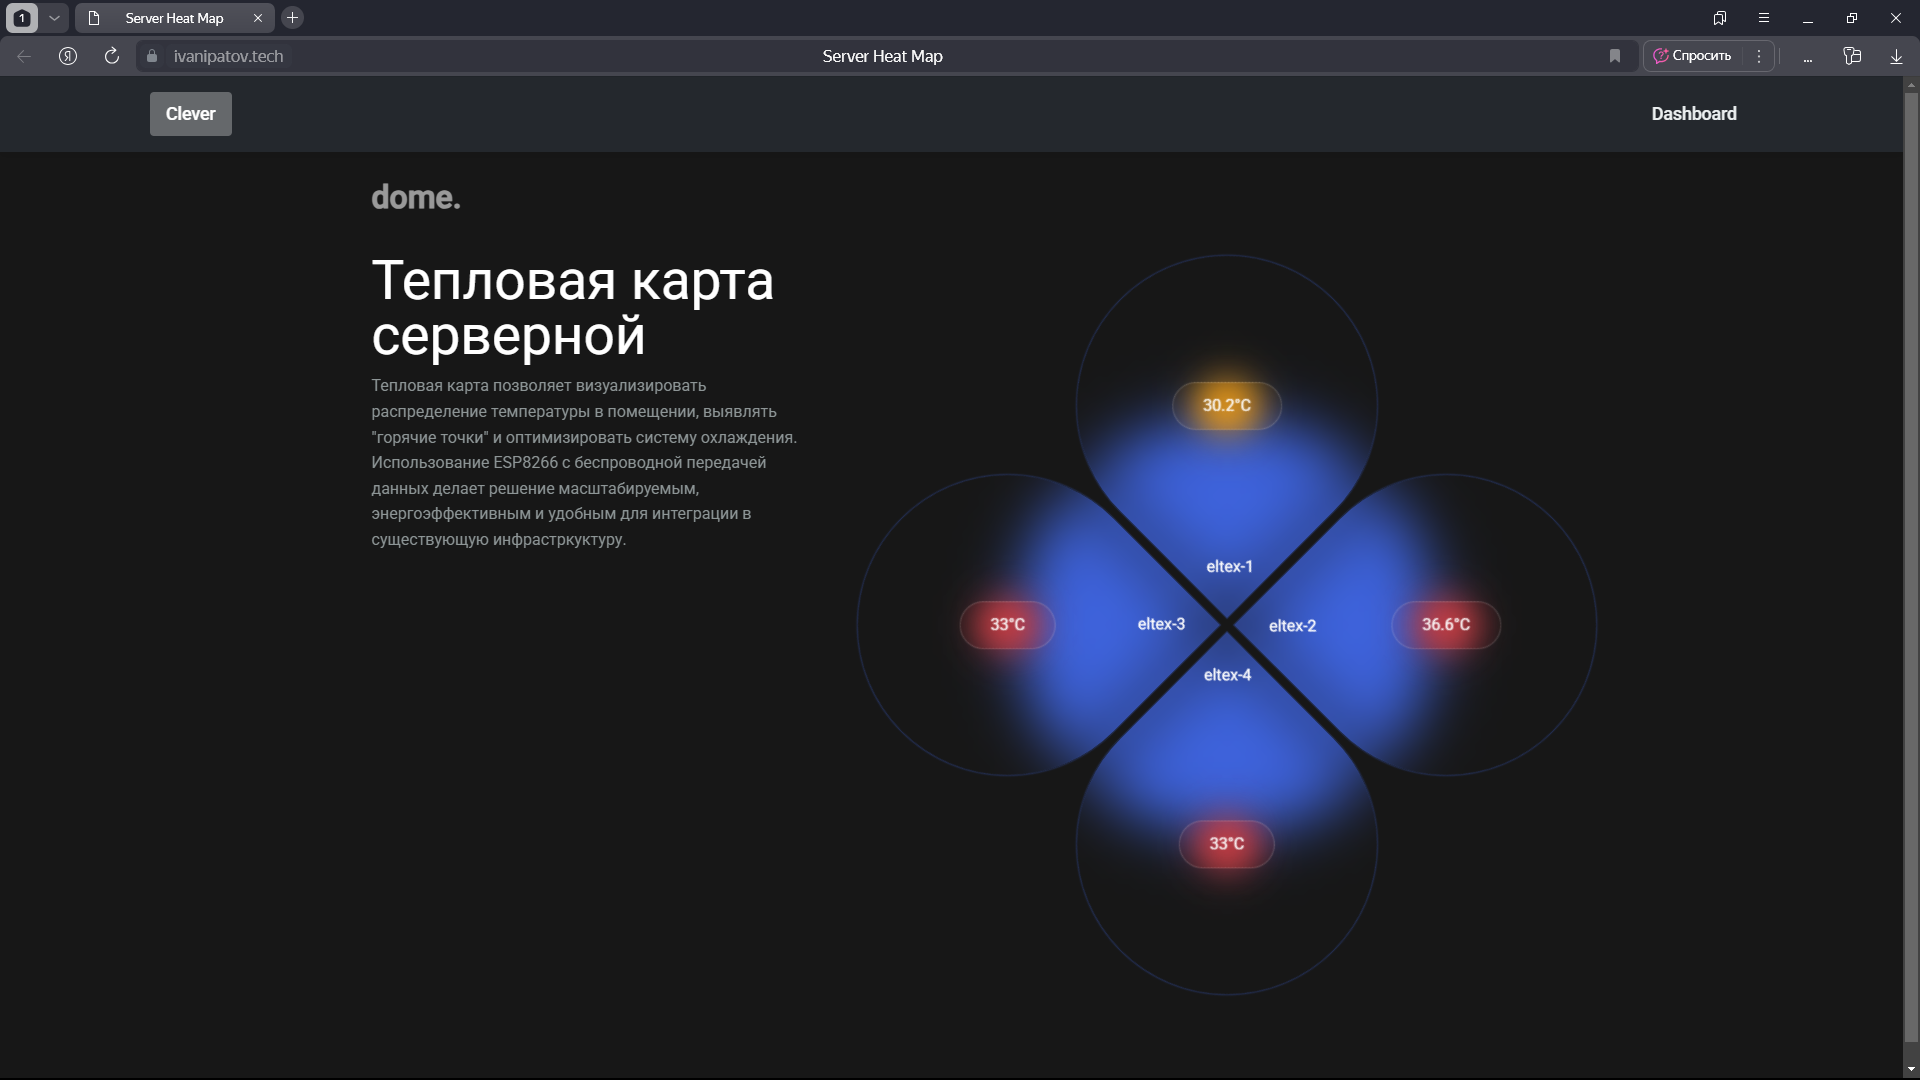 1
Server Heat Map
Я
ivanipatov.tech
Server Heat Map
Спросить
Clever
Dashboard
dome.
Тепловая карта
серверной
Тепловая карта позволяет визуализировать
распределение температуры в помещении, выявлять
"горячие точки" и оптимизировать систему охлаждения.
Использование ESP8266 с беспроводной передачей
данных делает решение масштабируемым,
энергоэффективным и удобным для интеграции в
существующую инфрастркуктуру.
30.2°C
eltex-1
33°C
eltex-3
eltex-2
36.6°C
eltex-4
33°C